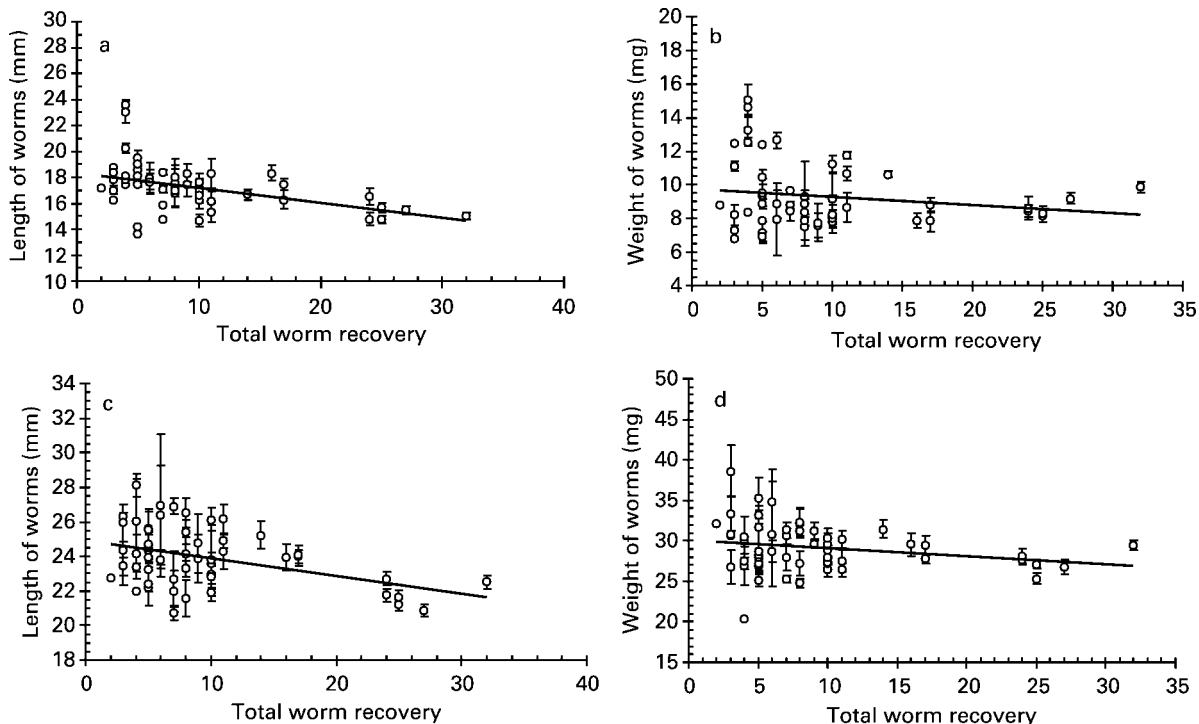 a
Length of worms (mm)
30
28
26
24
22
20
18
16
14
12
10
0 10 20 30 40
Total worm recovery
b
Weight of worms (mg)
20
18
16
14
12
10
8
6
4
0 5 10 15 20 25 30 35
Total worm recovery
c
Length of worms (mm)
34
32
30
28
26
24
22
20
18
0 10 20 30 40
Total worm recovery
d
Weight of worms (mg)
50
45
40
35
30
25
20
15
0 5 10 15 20 25 30 35
Total worm recovery